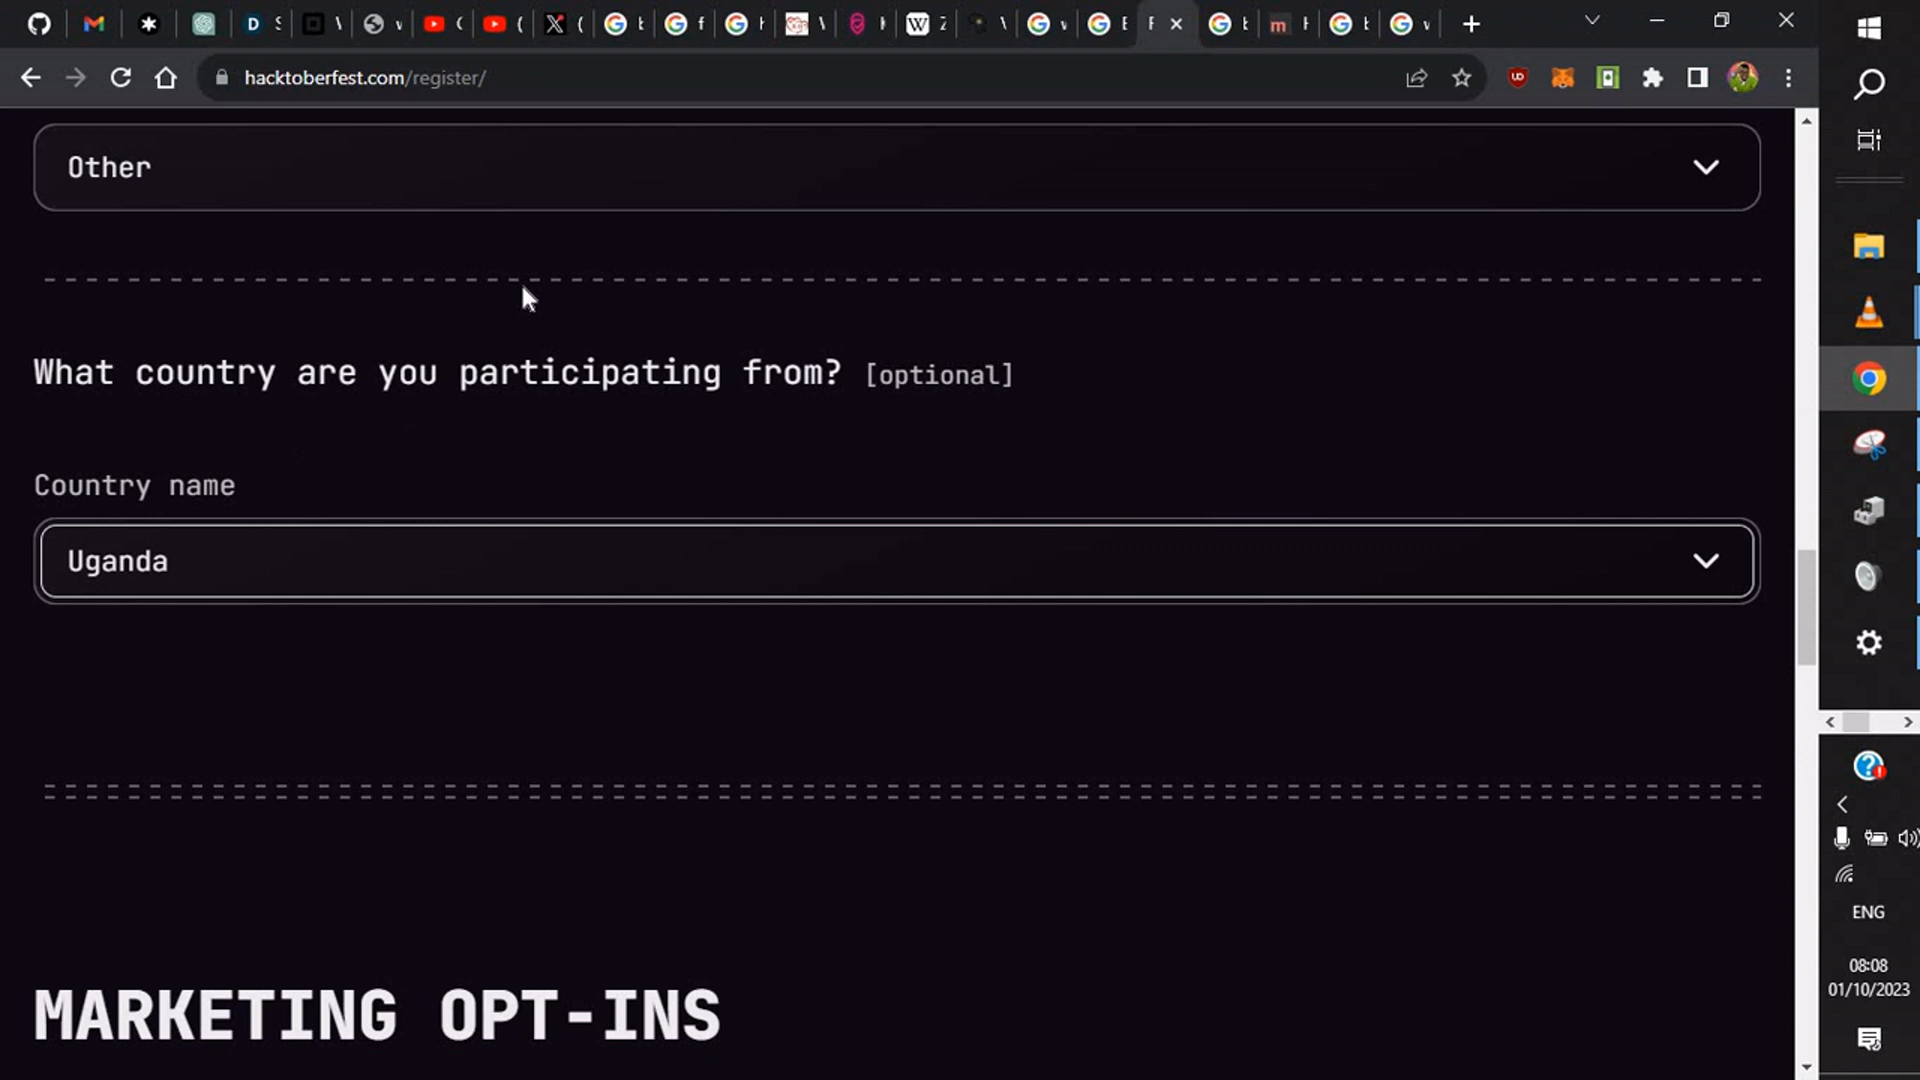 hacktoberfest.com/register/
Other
What country are you participating from? [optional]
Country name
Uganda
MARKETING OPT-INS
ENG
08:08
01/10/2023